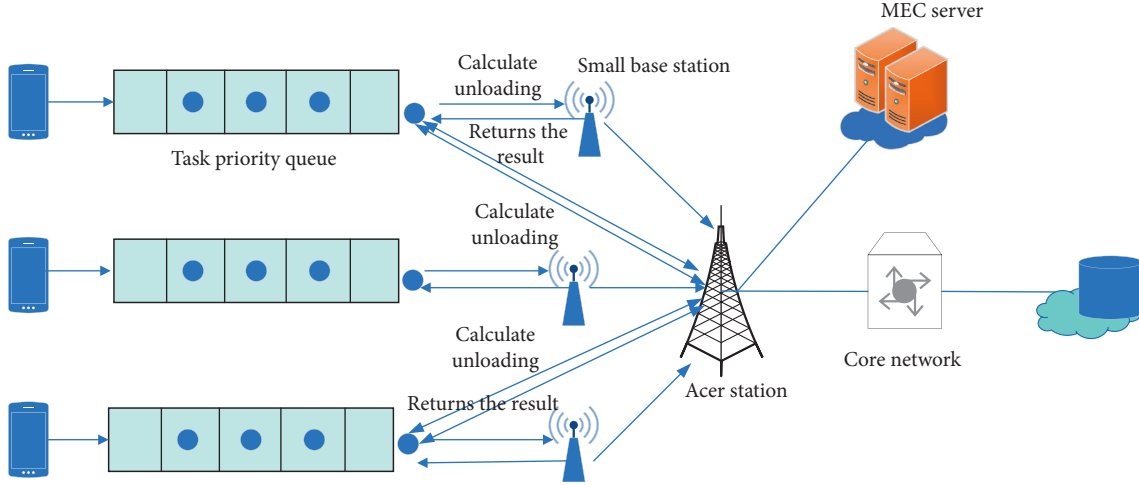 MEC server
Calculate
unloading
Small base station
Returns the
result
Task priority queue
Calculate
unloading
Calculate
unloading
Core network
Acer station
Returns the result